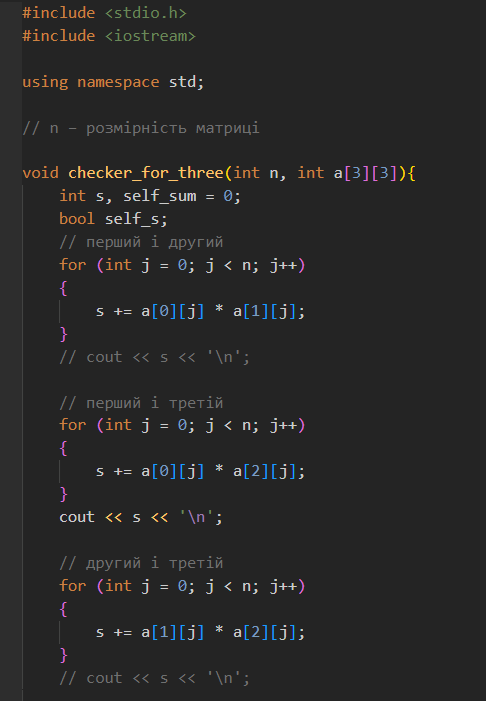 #include <stdio.h>
#include <iostream>
using namespace std;
// n – розмірність матриці
void checker_for_three(int n, int a[3][3]){
int s, self_sum = 0;
bool self_s;
// перший і другий
for (int j = 0; j < n; j++)
{
s += a[0][j] * a[1][j];
}
// cout << s << '\n';
// перший і третій
for (int j = 0; j < n; j++)
{
s += a[0][j] * a[2][j];
}
cout << s << '\n';
// другий і третій
for (int j = 0; j < n; j++)
{
s += a[1][j] * a[2][j];
}
// cout << s << '\n';